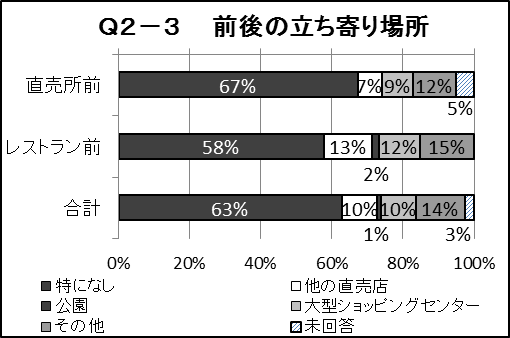 Q2-3 前後の立ち寄り場所
直売所前 67% 7% 9% 12%
5%
レストラン前 58% 13% 12% 15%
2%
合計 63% 10% 10% 14%
1% 3%
0% 20% 40% 60% 80% 100%
特になし 他の直売店
公園 大型ショッピングセンター
その他 未回答